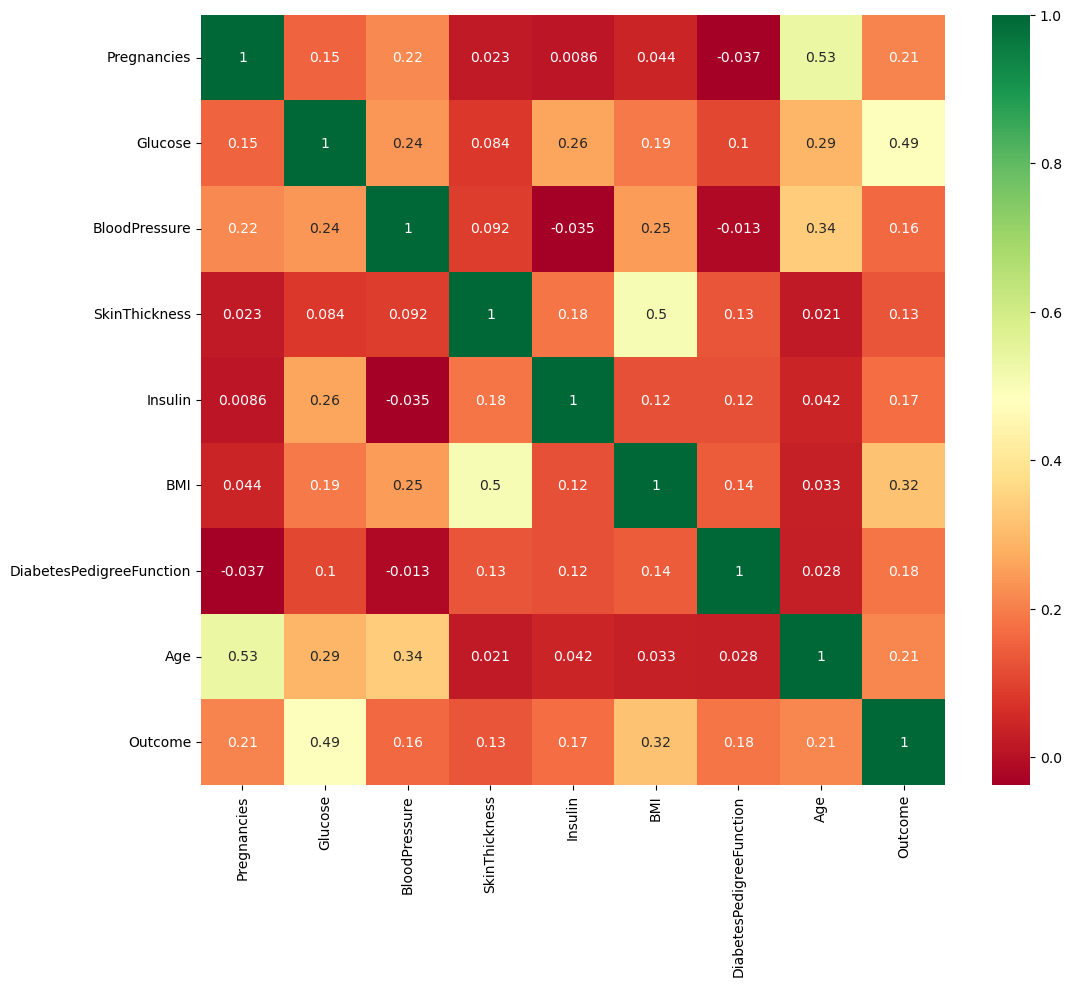 Pregnancies 1 0.15 0.22 0.023 0.0086 0.044 -0.037 0.53 0.21
Glucose 0.15 1 0.24 0.084 0.26 0.19 0.1 0.29 0.49
BloodPressure 0.22 0.24 1 0.092 -0.035 0.25 -0.013 0.34 0.16
SkinThickness 0.023 0.084 0.092 1 0.18 0.5 0.13 0.021 0.13
Insulin 0.0086 0.26 -0.035 0.18 1 0.12 0.12 0.042 0.17
BMI 0.044 0.19 0.25 0.5 0.12 1 0.14 0.033 0.32
DiabetesPedigreeFunction -0.037 0.1 -0.013 0.13 0.12 0.14 1 0.028 0.18
Age 0.53 0.29 0.34 0.021 0.042 0.033 0.028 1 0.21
Outcome 0.21 0.49 0.16 0.13 0.17 0.32 0.18 0.21 1
Pregnancies
Glucose
BloodPressure
SkinThickness
Insulin
BMI
DiabetesPedigreeFunction
Age
Outcome
1.0
0.8
0.6
0.4
0.2
0.0